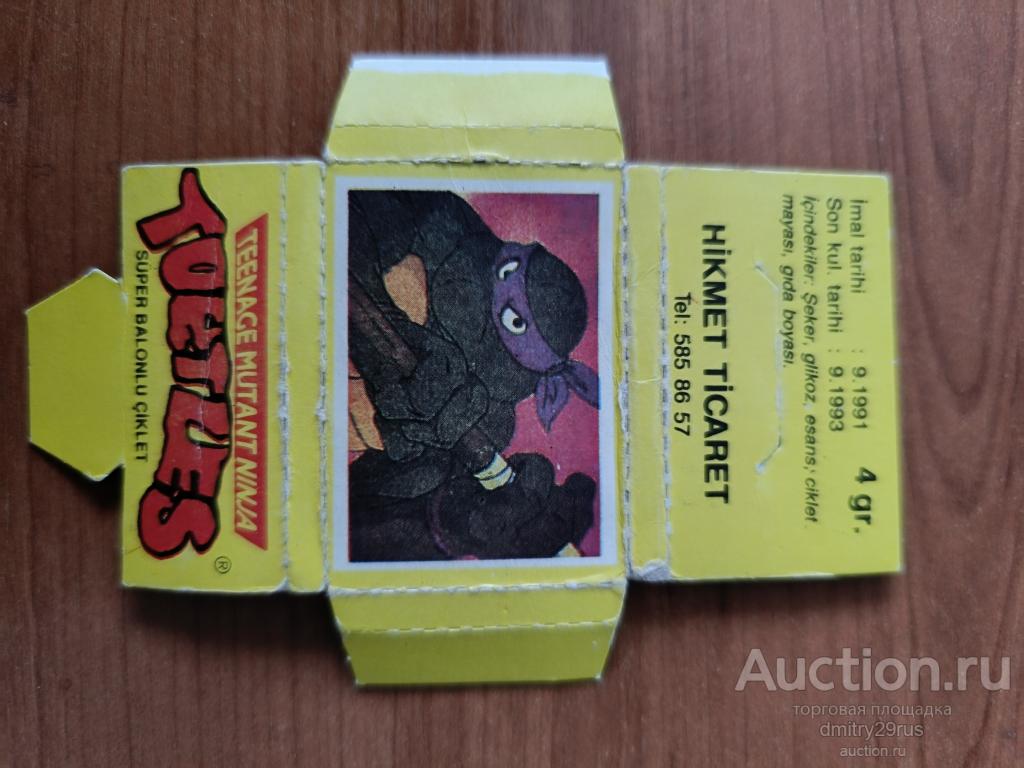 TEENAGE MUTANT NINJA
TUETLES
®
SÜPER BALONLU ÇİKLET
İmal tarihi : 9.1991
Son kul. tarihi : 9.1993
4 gr.
İçindekiler: Şeker, glikoz, esans, ciklet
mayası, gıda boyası.
HİKMET TİCARET
Tel: 585 86 57
Auction.ru
торговая площадка
dmitry29rus
auction.ru